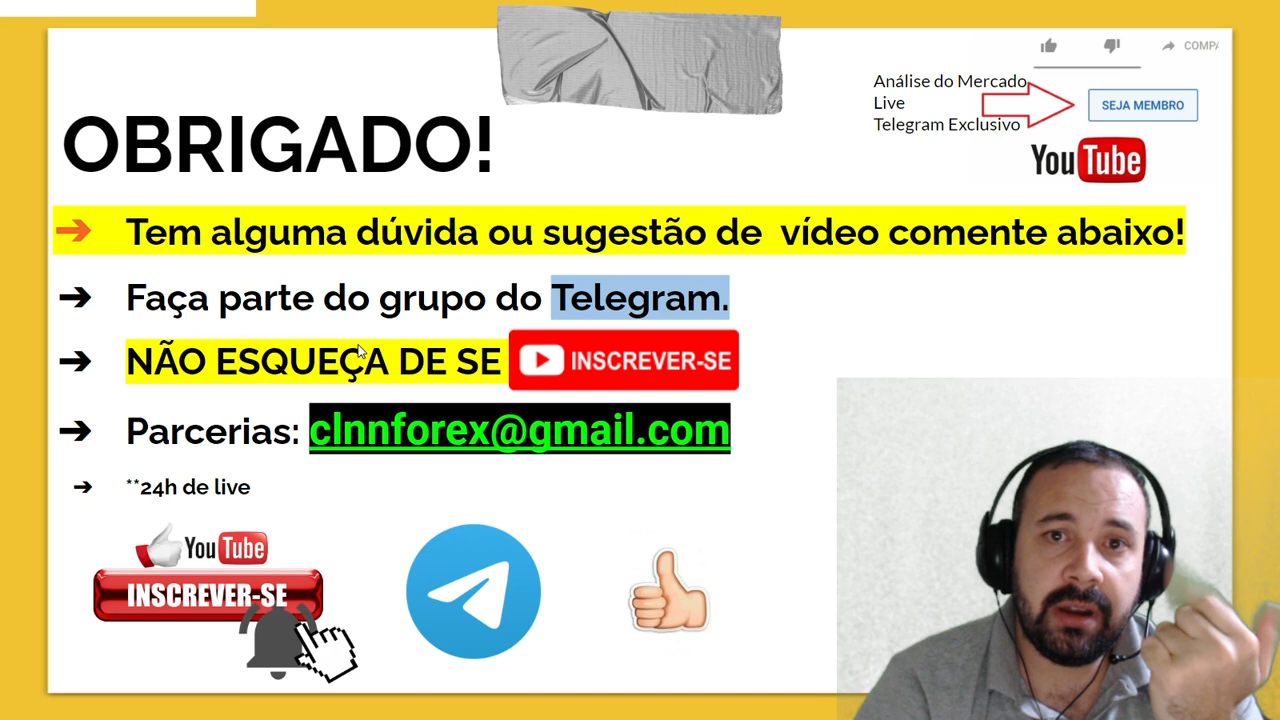 COMPA
Análise do Mercado
Live
Telegram Exclusivo
SEJA MEMBRO
YouTube
OBRIGADO!
➔ Tem alguma dúvida ou sugestão de vídeo comente abaixo!
➔ Faça parte do grupo do Telegram.
➔ NÃO ESQUEÇA DE SE INSCREVER-SE
➔ Parcerias: clnnforex@gmail.com
➔ **24h de live
YouTube
INSCREVER-SE